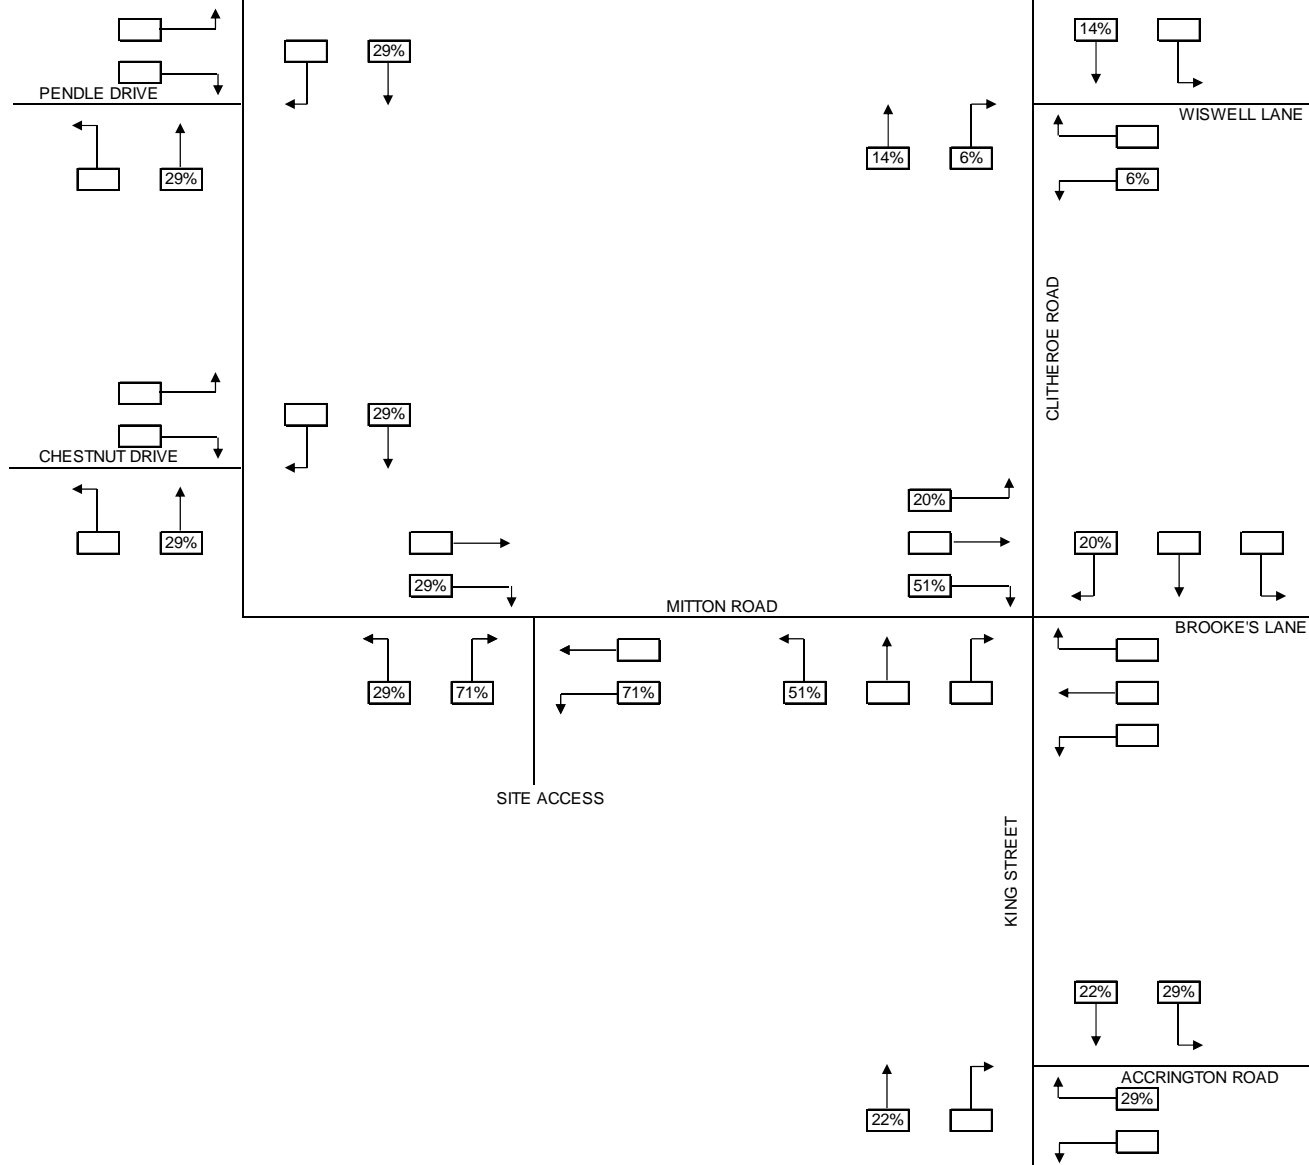 14%
29%
PENDLE DRIVE
WISWELL LANE
14%
6%
29%
6%
CLITHEROE ROAD
29%
CHESTNUT DRIVE
20%
29%
20%
29%
51%
MITTON ROAD
BROOKE'S LANE
29%
71%
71%
51%
SITE ACCESS
KING STREET
22%
29%
ACCRINGTON ROAD
29%
22%